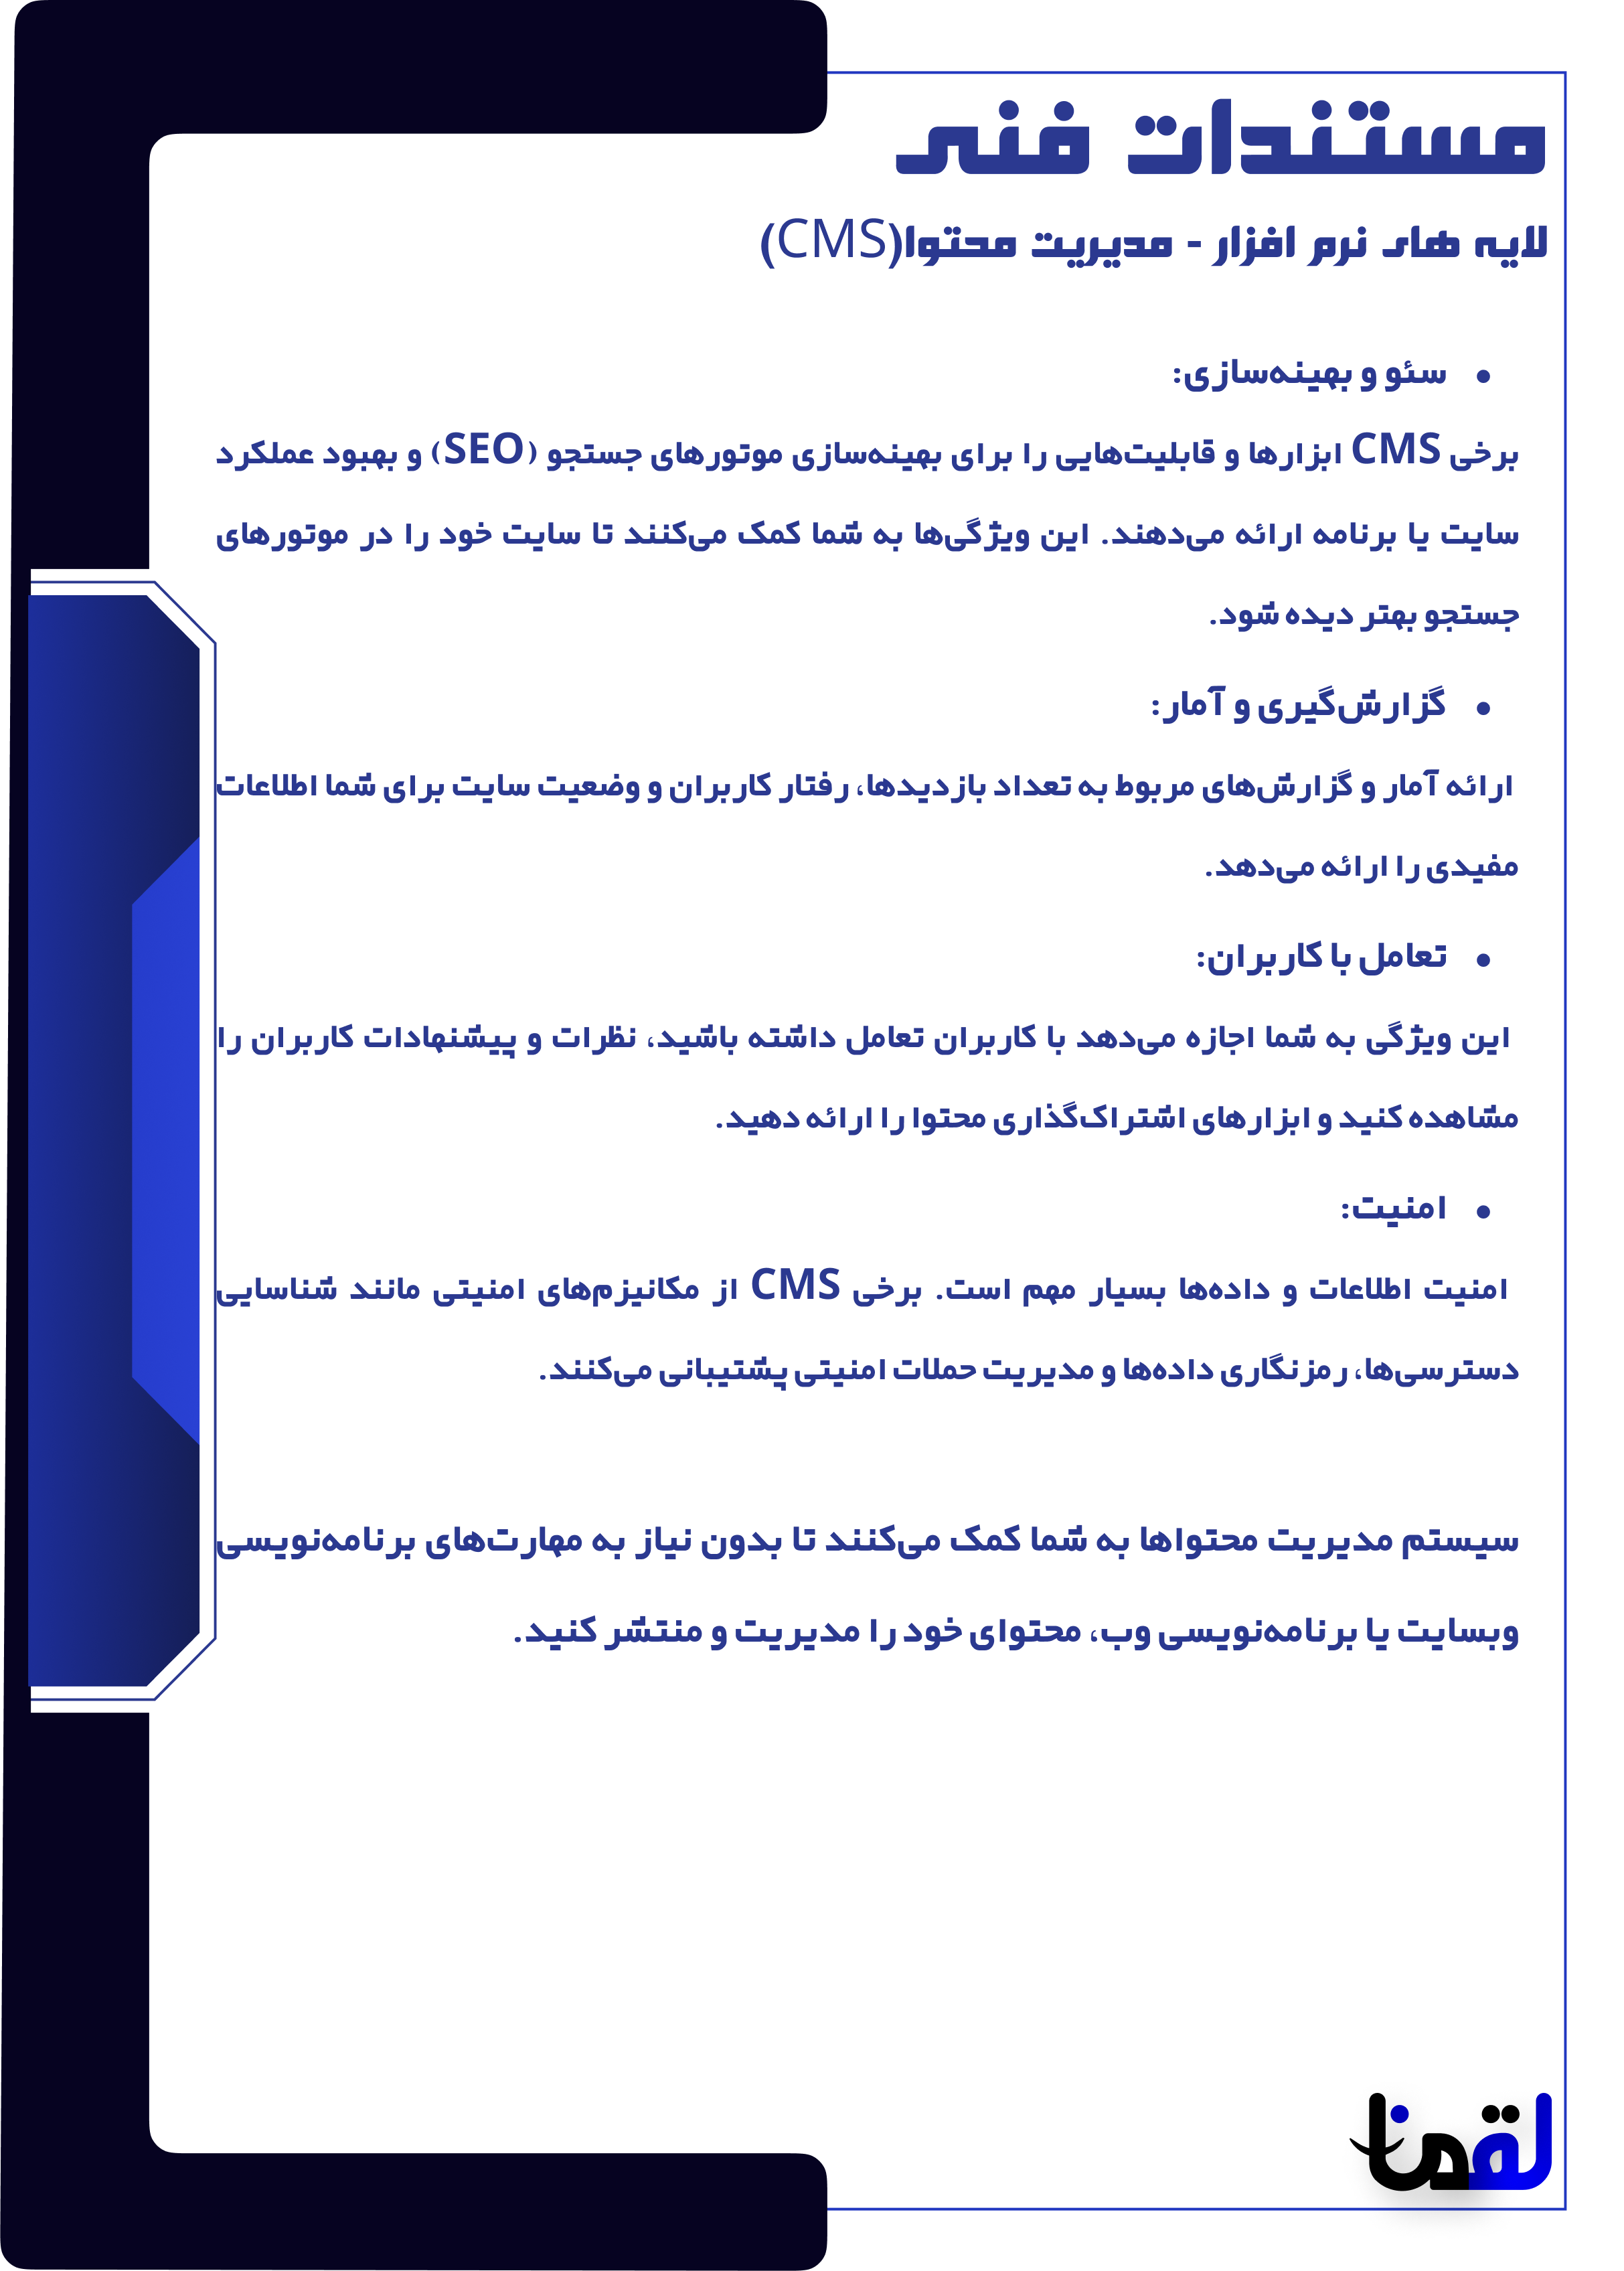 مستندات فنی
لایه های نرم افزار - مدیریت محتوا(CMS)
• سئو و بهینه‌سازی:
برخی CMS ابزارها و قابلیت‌هایی را برای بهینه‌سازی موتورهای جستجو (SEO) و بهبود عملکرد
سایت یا برنامه ارائه می‌دهند. این ویژگی‌ها به شما کمک می‌کنند تا سایت خود را در موتورهای
جستجو بهتر دیده شود.
• گزارش‌گیری و آمار:
ارائه آمار و گزارش‌های مربوط به تعداد بازدیدها، رفتار کاربران و وضعیت سایت برای شما اطلاعات
مفیدی را ارائه می‌دهد.
• تعامل با کاربران:
این ویژگی به شما اجازه می‌دهد با کاربران تعامل داشته باشید، نظرات و پیشنهادات کاربران را
مشاهده کنید و ابزارهای اشتراک‌گذاری محتوا را ارائه دهید.
• امنیت:
امنیت اطلاعات و داده‌ها بسیار مهم است. برخی CMS از مکانیزم‌های امنیتی مانند شناسایی
دسترسی‌ها، رمزنگاری داده‌ها و مدیریت حملات امنیتی پشتیبانی می‌کنند.
سیستم مدیریت محتواها به شما کمک می‌کنند تا بدون نیاز به مهارت‌های برنامه‌نویسی
وبسایت یا برنامه‌نویسی وب، محتوای خود را مدیریت و منتشر کنید.